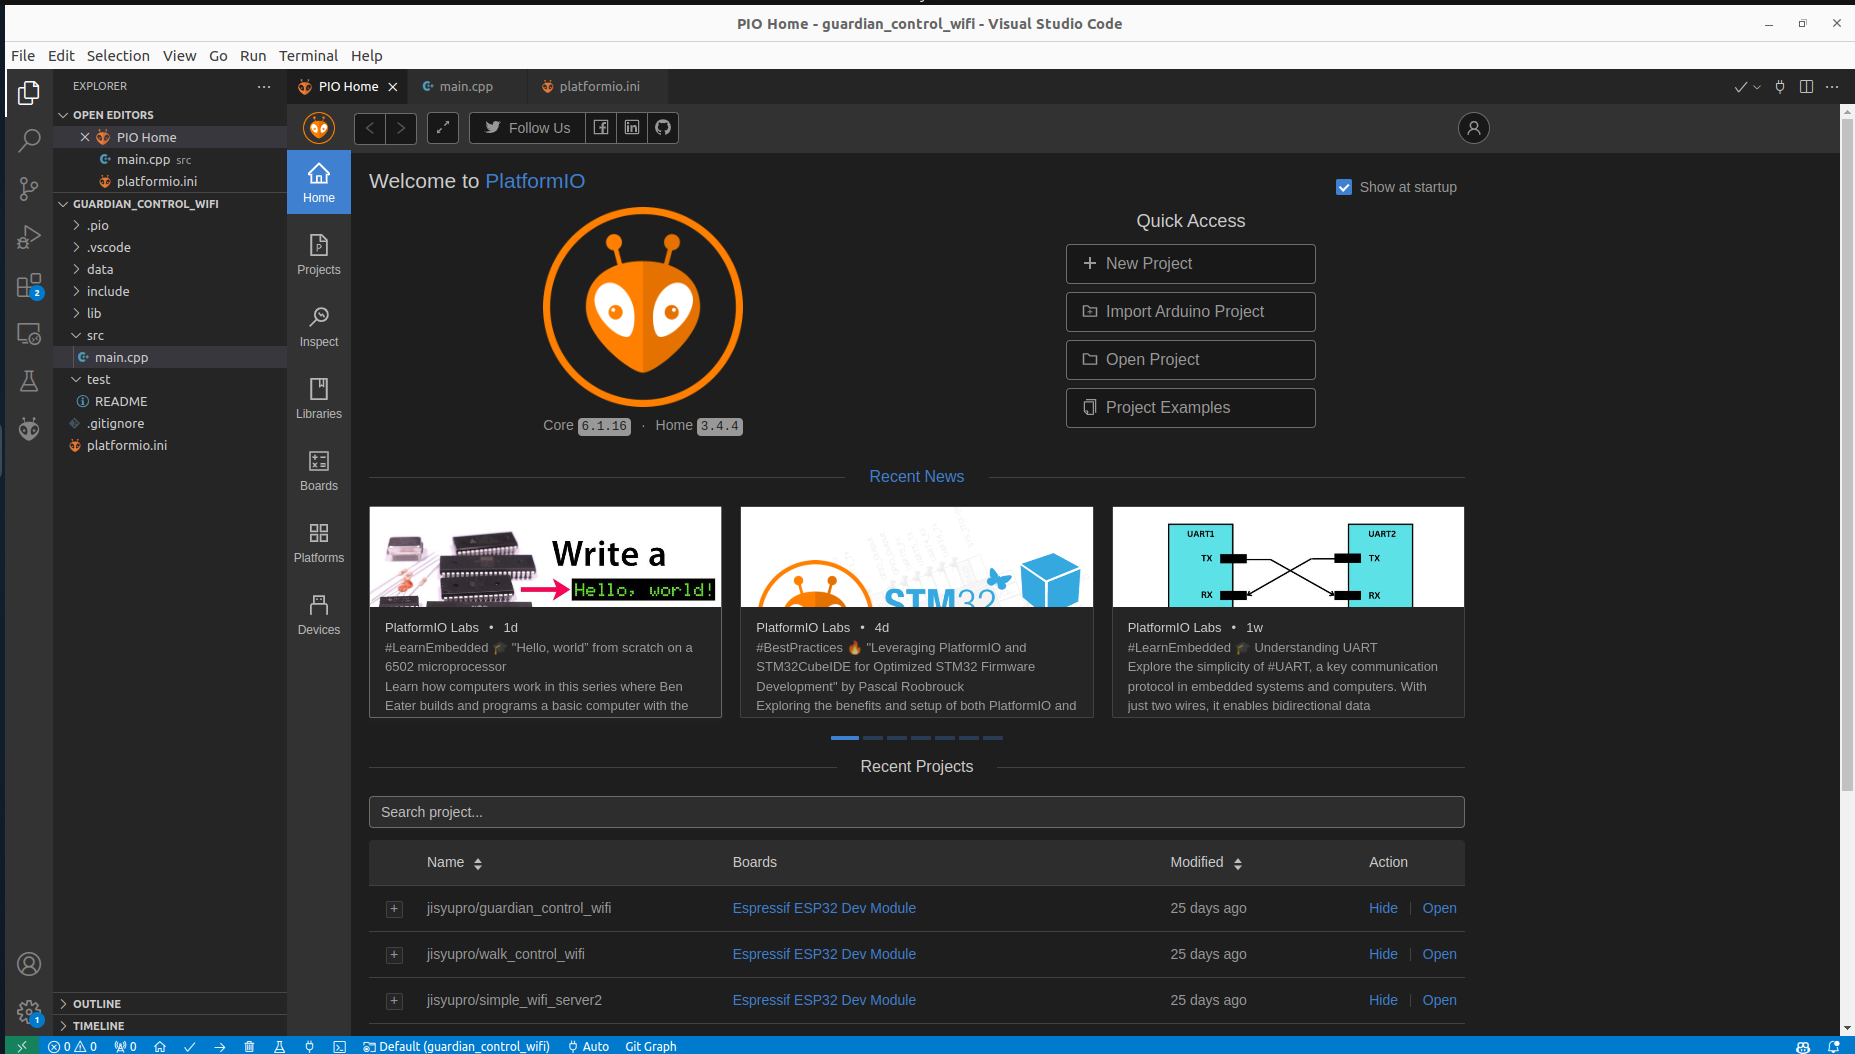 PIO Home - guardian_control_wifi - Visual Studio Code
File Edit Selection View Go Run Terminal Help
EXPLORER
PIO Home
main.cpp
platformio.ini
OPEN EDITORS
PIO Home
main.cpp src
platformio.ini
GUARDIAN_CONTROL_WIFI
.pio
.vscode
data
include
lib
src
main.cpp
test
README
.gitignore
platformio.ini
OUTLINE
TIMELINE
2
1
Follow Us
Home
Projects
Inspect
Libraries
Boards
Platforms
Devices
Welcome to PlatformIO
Show at startup
Core 6.1.16 · Home 3.4.4
Quick Access
New Project
Import Arduino Project
Open Project
Project Examples
Recent News
Write a
Hello, world!
PlatformIO Labs • 1d
#LearnEmbedded 🎓 "Hello, world" from scratch on a
6502 microprocessor
Learn how computers work in this series where Ben
Eater builds and programs a basic computer with the
STM32
PlatformIO Labs • 4d
#BestPractices 🔥 "Leveraging PlatformIO and
STM32CubeIDE for Optimized STM32 Firmware
Development" by Pascal Roobrouck
Exploring the benefits and setup of both PlatformIO and
UART1 UART2
TX TX
RX RX
PlatformIO Labs • 1w
#LearnEmbedded 🎓 Understanding UART
Explore the simplicity of #UART, a key communication
protocol in embedded systems and computers. With
just two wires, it enables bidirectional data
Recent Projects
Search project...
Name Boards Modified Action
jisyupro/guardian_control_wifi Espressif ESP32 Dev Module 25 days ago Hide Open
jisyupro/walk_control_wifi Espressif ESP32 Dev Module 25 days ago Hide Open
jisyupro/simple_wifi_server2 Espressif ESP32 Dev Module 25 days ago Hide Open
0 0 0 Default (guardian_control_wifi) Auto Git Graph